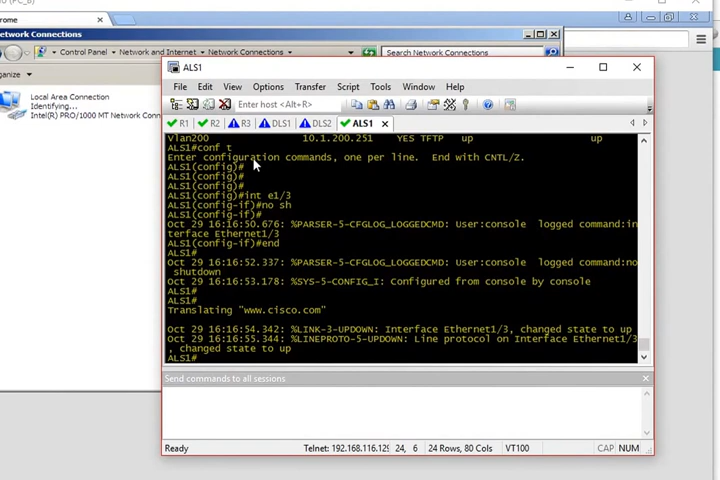 (PC_B)
rome
Network Connections
Control Panel ▸ Network and Internet ▸ Network Connections
Search Network Connections
ganize
Local Area Connection
Identifying...
Intel(R) PRO/1000 MT Network Conn
ALS1
File Edit View Options Transfer Script Tools Window Help
Enter host <Alt+R>
R1 R2 R3 DLS1 DLS2 ALS1
Vlan200 10.1.200.251 YES TFTP up up
ALS1#conf t
Enter configuration commands, one per line. End with CNTL/Z.
ALS1(config)#
ALS1(config)#
ALS1(config)#
ALS1(config)#int e1/3
ALS1(config-if)#no sh
ALS1(config-if)#
Oct 29 16:16:50.676: %PARSER-5-CFGLOG_LOGGEDCMD: User:console logged command:in
terface Ethernet1/3
ALS1(config-if)#end
ALS1#
Oct 29 16:16:52.337: %PARSER-5-CFGLOG_LOGGEDCMD: User:console logged command:no
shutdown
Oct 29 16:16:53.178: %SYS-5-CONFIG_I: Configured from console by console
ALS1#
ALS1#
Translating "www.cisco.com"
Oct 29 16:16:54.342: %LINK-3-UPDOWN: Interface Ethernet1/3, changed state to up
Oct 29 16:16:55.344: %LINEPROTO-5-UPDOWN: Line protocol on Interface Ethernet1/3
, changed state to up
ALS1#
Send commands to all sessions
Ready Telnet: 192.168.116.129 24, 6 24 Rows, 80 Cols VT100 CAP NUM